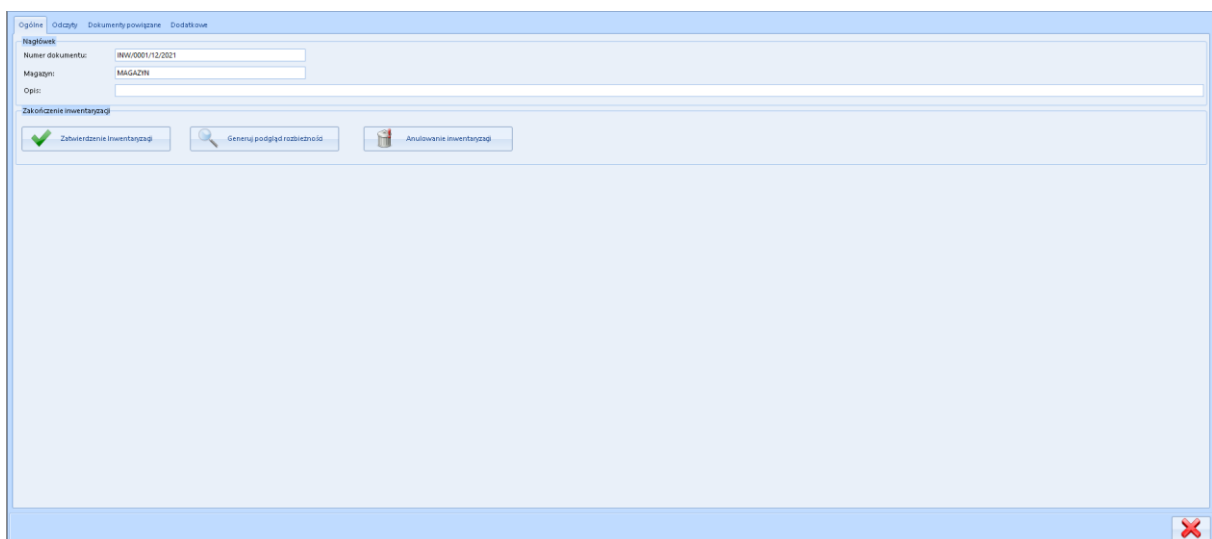 Ogólne Odczyty Dokumenty powiązane Dodatkowe
Nagłówek
Numer dokumentu: INW/0001/12/2021
Magazyn: MAGAZYN
Opis:
Zakończenie inwentaryzacji
Zatwierdzenie Inwentaryzacji Generuj podgląd rozbieżności Anulowanie inwentaryzacji